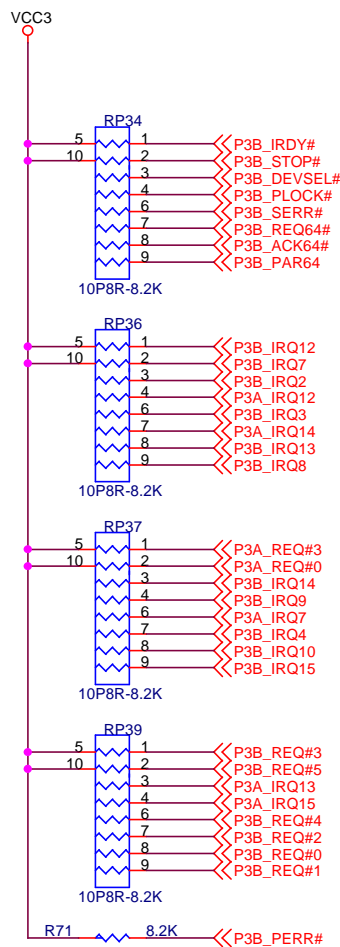 VCC3
RP34
5 1 P3B_IRDY#
10 2 P3B_STOP#
3 P3B_DEVSEL#
4 P3B_PLOCK#
6 P3B_SERR#
7 P3B_REQ64#
8 P3B_ACK64#
9 P3B_PAR64
10P8R-8.2K
RP36
5 1 P3B_IRQ12
10 2 P3B_IRQ7
3 P3B_IRQ2
4 P3A_IRQ12
6 P3B_IRQ3
7 P3A_IRQ14
8 P3B_IRQ13
9 P3B_IRQ8
10P8R-8.2K
RP37
5 1 P3A_REQ#3
10 2 P3A_REQ#0
3 P3B_IRQ14
4 P3B_IRQ9
6 P3A_IRQ7
7 P3B_IRQ4
8 P3B_IRQ10
9 P3B_IRQ15
10P8R-8.2K
RP39
5 1 P3B_REQ#3
10 2 P3B_REQ#5
3 P3A_IRQ13
4 P3A_IRQ15
6 P3B_REQ#4
7 P3B_REQ#2
8 P3B_REQ#0
9 P3B_REQ#1
10P8R-8.2K
R71 8.2K P3B_PERR#